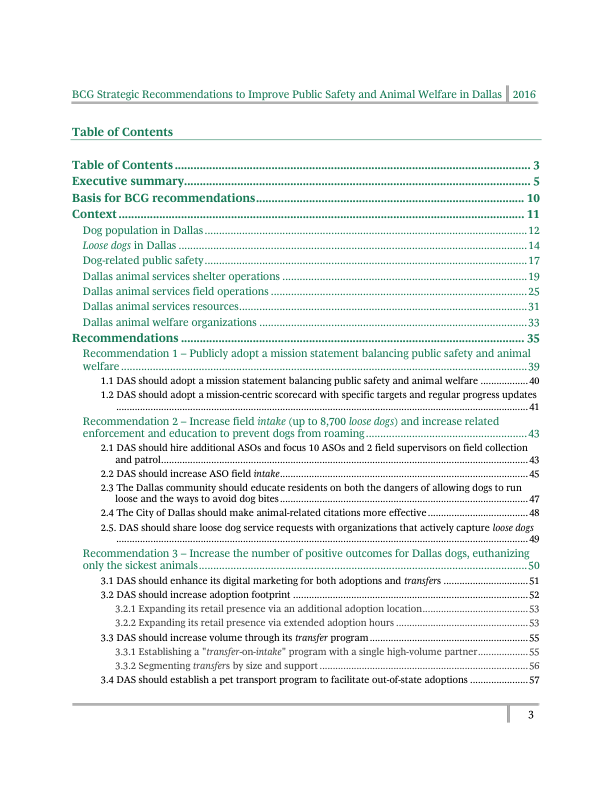 BCG Strategic Recommendations to Improve Public Safety and Animal Welfare in Dallas 2016
Table of Contents
Table of Contents ........ 3
Executive summary ........ 5
Basis for BCG recommendations ........ 10
Context ........ 11
Dog population in Dallas ........ 12
Loose dogs in Dallas ........ 14
Dog-related public safety ........ 17
Dallas animal services shelter operations ........ 19
Dallas animal services field operations ........ 25
Dallas animal services resources ........ 31
Dallas animal welfare organizations ........ 33
Recommendations ........ 35
Recommendation 1 – Publicly adopt a mission statement balancing public safety and animal
welfare ........ 39
1.1 DAS should adopt a mission statement balancing public safety and animal welfare ........ 40
1.2 DAS should adopt a mission-centric scorecard with specific targets and regular progress updates
........ 41
Recommendation 2 – Increase field intake (up to 8,700 loose dogs) and increase related
enforcement and education to prevent dogs from roaming ........ 43
2.1 DAS should hire additional ASOs and focus 10 ASOs and 2 field supervisors on field collection
and patrol ........ 43
2.2 DAS should increase ASO field intake ........ 45
2.3 The Dallas community should educate residents on both the dangers of allowing dogs to run
loose and the ways to avoid dog bites ........ 47
2.4 The City of Dallas should make animal-related citations more effective ........ 48
2.5. DAS should share loose dog service requests with organizations that actively capture loose dogs
........ 49
Recommendation 3 – Increase the number of positive outcomes for Dallas dogs, euthanizing
only the sickest animals ........ 50
3.1 DAS should enhance its digital marketing for both adoptions and transfers ........ 51
3.2 DAS should increase adoption footprint ........ 52
3.2.1 Expanding its retail presence via an additional adoption location ........ 53
3.2.2 Expanding its retail presence via extended adoption hours ........ 53
3.3 DAS should increase volume through its transfer program ........ 55
3.3.1 Establishing a "transfer-on-intake" program with a single high-volume partner ........ 55
3.3.2 Segmenting transfers by size and support ........ 56
3.4 DAS should establish a pet transport program to facilitate out-of-state adoptions ........ 57
3